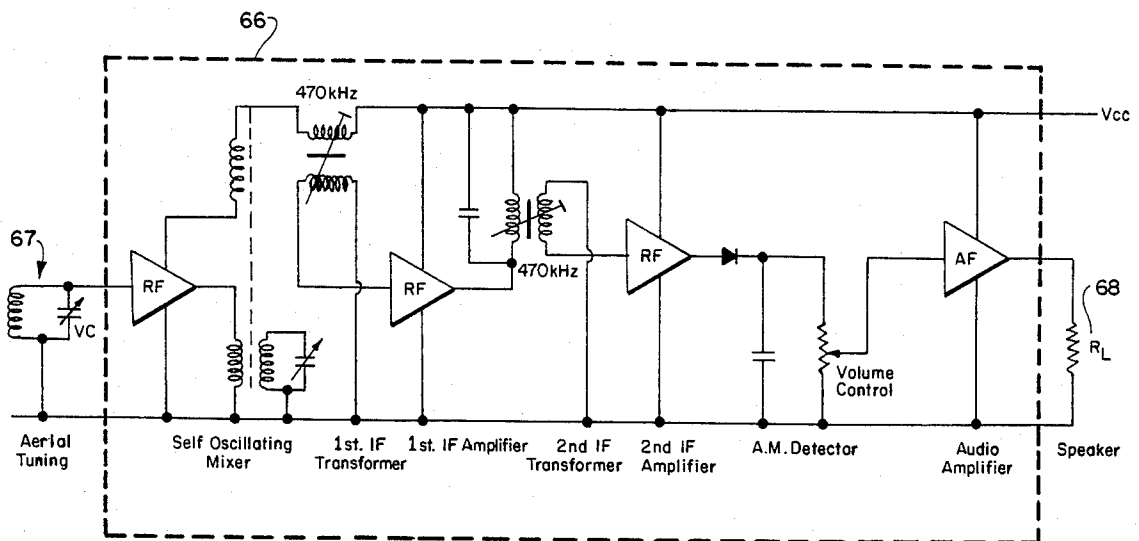 66
470kHz
Vcc
67
RF
VC
RF
470kHz
RF
AF
68
RL
Volume
Control
Aerial
Tuning
Self Oscillating
Mixer
1st. IF
Transformer
1st. IF Amplifier
2nd IF
Transformer
2nd IF
Amplifier
A.M. Detector
Audio
Amplifier
Speaker